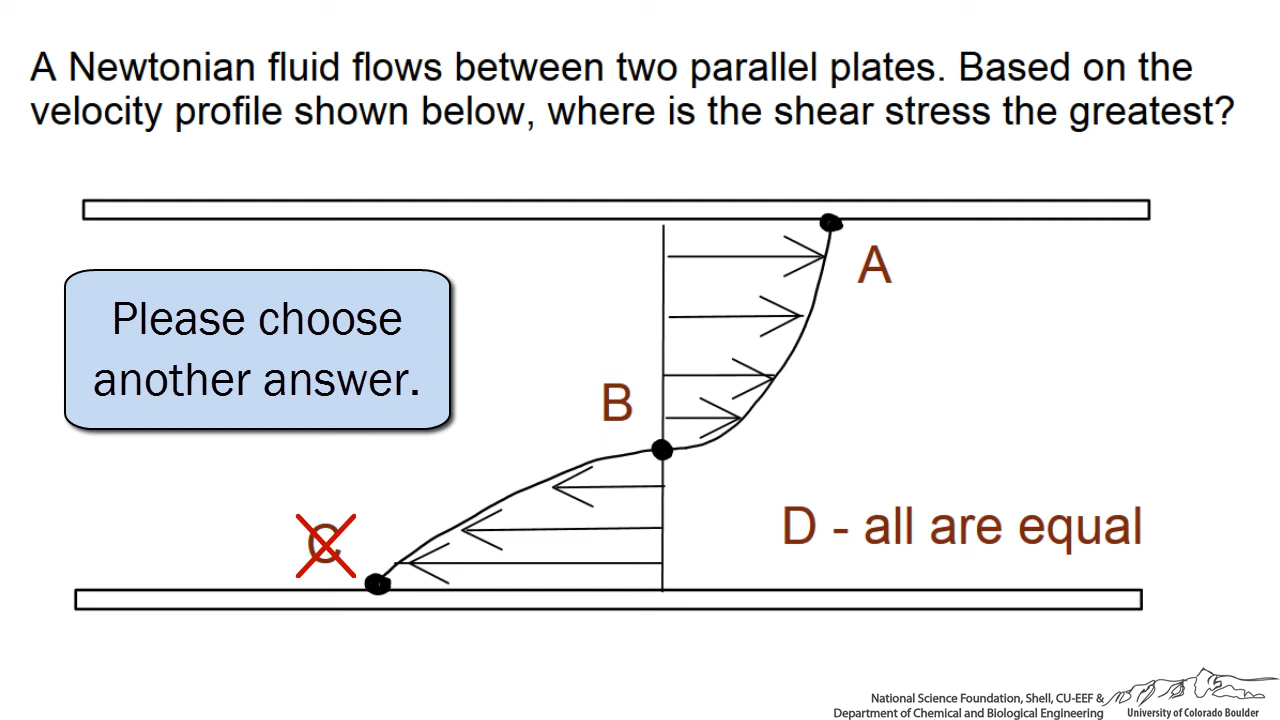 A Newtonian fluid flows between two parallel plates. Based on the
velocity profile shown below, where is the shear stress the greatest?
A
Please choose
another answer.
B
C
D - all are equal
National Science Foundation, Shell, CU-EEF &
Department of Chemical and Biological Engineering
University of Colorado Boulder